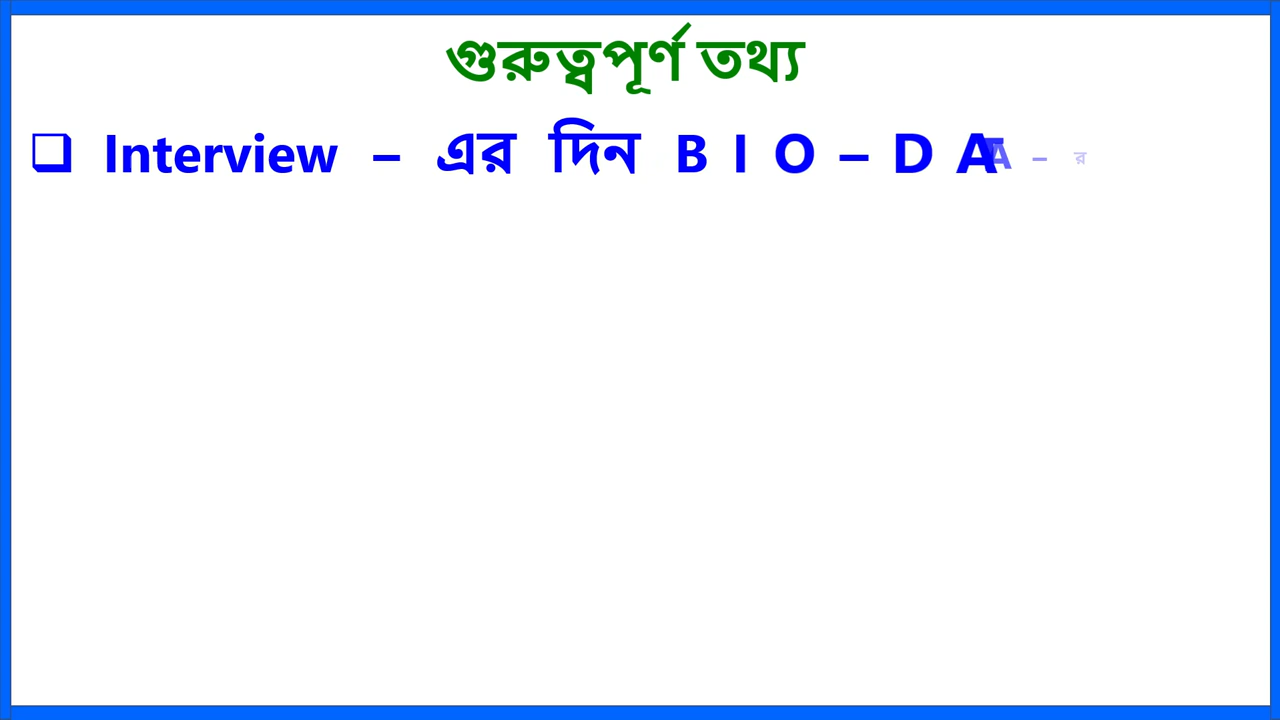 গুরুত্বপূর্ণ তথ্য
❑ Interview – এর দিন B I O – D A